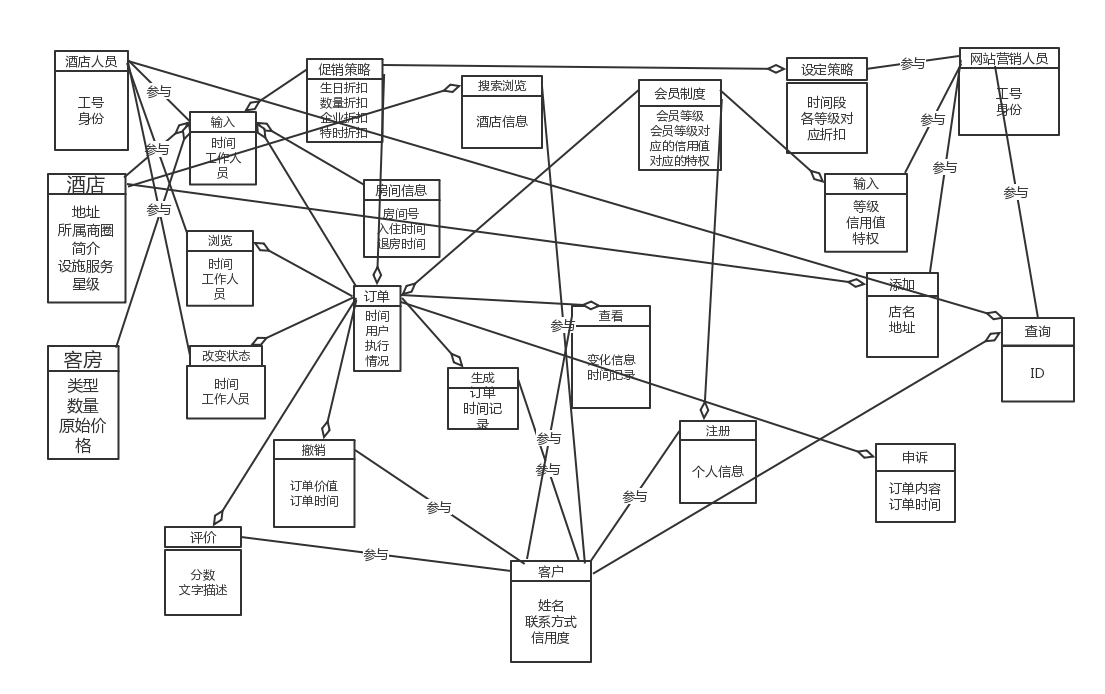 酒店人员
工号
身份
参与
促销策略
生日折扣
数量折扣
企业折扣
特时折扣
搜索浏览
酒店信息
会员制度
会员等级
会员等级对
应的信用值
对应的特权
设定策略
时间段
各等级对
应折扣
参与
网站营销人员
工号
身份
输入
时间
工作人
员
参与
参与
酒店
地址
所属商圈
简介
设施服务
星级
参与
房间信息
房间号
入住时间
退房时间
参与
参与
参与
输入
等级
信用值
特权
浏览
时间
工作人
员
订单
时间
用户
执行
情况
添加
店名
地址
查看
变化信息
时间记录
参与
查询
ID
客房
类型
数量
原始价
格
改变状态
时间
工作人员
生成
订单
时间记
录
注册
个人信息
参与
参与
撤销
订单价值
订单时间
参与
参与
申诉
订单内容
订单时间
评价
分数
文字描述
参与
客户
姓名
联系方式
信用度